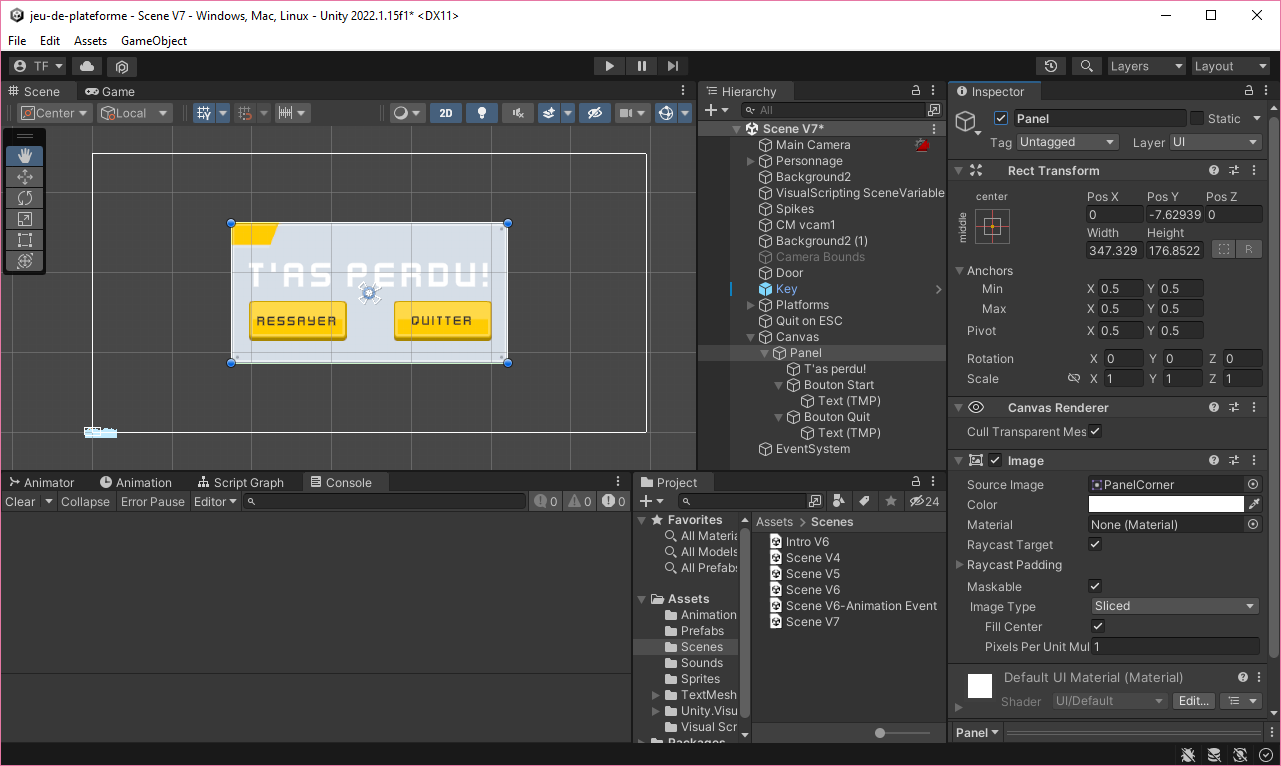 jeu-de-plateforme - Scene V7 - Windows, Mac, Linux - Unity 2022.1.15f1* <DX11>
File Edit Assets GameObject
TF Layers Layout
Scene Game
Center Local 2D
T'AS PERDU!
RESSAYER QUITTER
Hierarchy
All
Scene V7*
Main Camera
Personnage
Background2
VisualScripting SceneVariable
Spikes
CM vcam1
Background2 (1)
Camera Bounds
Door
Key
Platforms
Quit on ESC
Canvas
Panel
T'as perdu!
Bouton Start
Text (TMP)
Bouton Quit
Text (TMP)
EventSystem
Inspector
Panel Static
Tag Untagged Layer UI
Rect Transform
center
middle
Pos X Pos Y Pos Z
0 -7.62939 0
Width Height
347.329 176.8522 R
Anchors
Min X 0.5 Y 0.5
Max X 0.5 Y 0.5
Pivot X 0.5 Y 0.5
Rotation X 0 Y 0 Z 0
Scale X 1 Y 1 Z 1
Canvas Renderer
Cull Transparent Mes
Image
Source Image PanelCorner
Color
Material None (Material)
Raycast Target
Raycast Padding
Maskable
Image Type Sliced
Fill Center
Pixels Per Unit Mul 1
Default UI Material (Material)
Shader UI/Default Edit...
Panel
Animator Animation Script Graph Console
Clear Collapse Error Pause Editor 0 0 0
Project
24
Favorites
All Materia
All Models
All Prefabs
Assets
Animation
Prefabs
Scenes
Sounds
Sprites
TextMesh
Unity.Visu
Visual Scr
Packages
Assets > Scenes
Intro V6
Scene V4
Scene V5
Scene V6
Scene V6-Animation Event
Scene V7